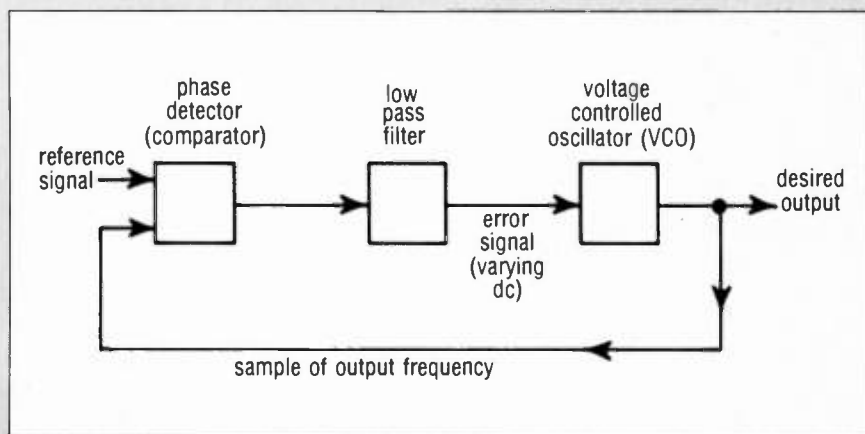 phase
detector
(comparator)
low
pass
filter
voltage
controlled
oscillator (VCO)
reference
signal
desired
output
error
signal
(varying
dc)
sample of output frequency